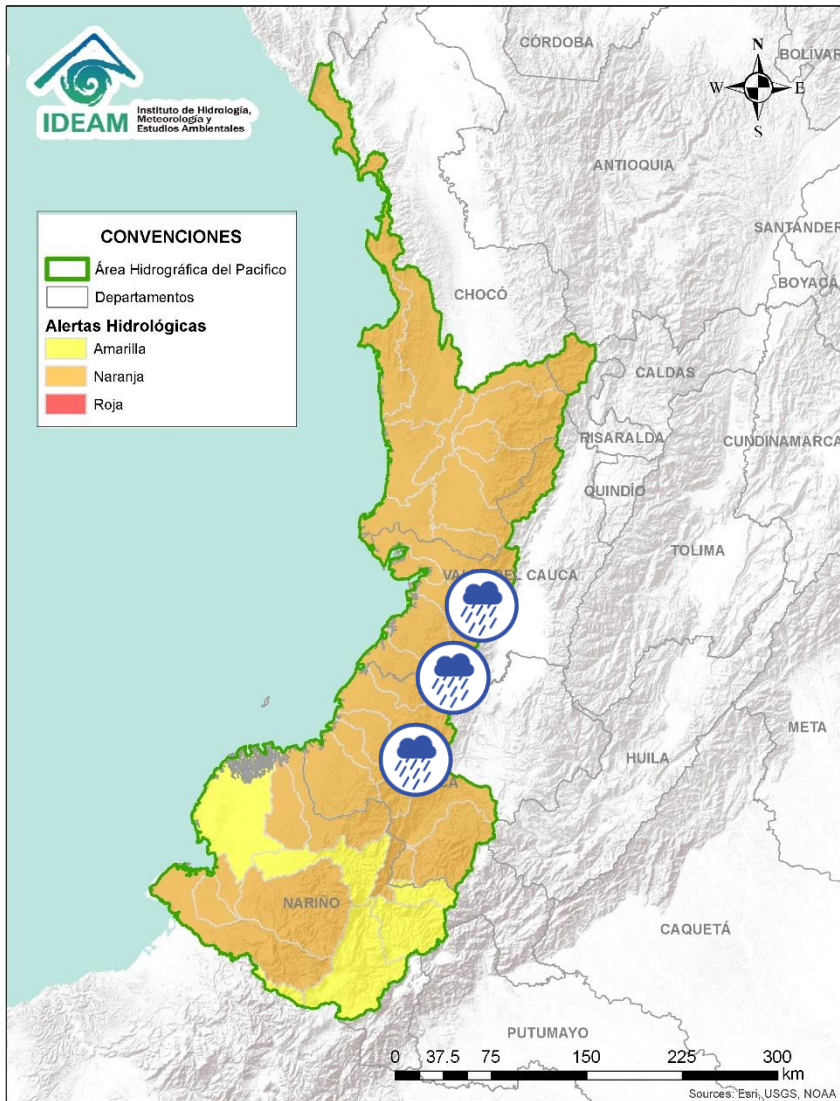 IDEAM
Instituto de Hidrología,
Meteorología y
Estudios Ambientales
CONVENCIONES
Área Hidrográfica del Pacifico
Departamentos
Alertas Hidrológicas
Amarilla
Naranja
Roja
N
W
E
S
CÓRDOBA
BOLÍVAR
ANTIOQUIA
SANTANDER
BOYACÁ
CHOCÓ
CALDAS
RISARALDA
CUNDINAMARCA
QUINDÍO
TOLIMA
DEL CAUCA
META
HUILA
NARIÑO
CAQUETÁ
PUTUMAYO
0 37.5 75 150 225 300
km
Sources: Esri, USGS, NOAA